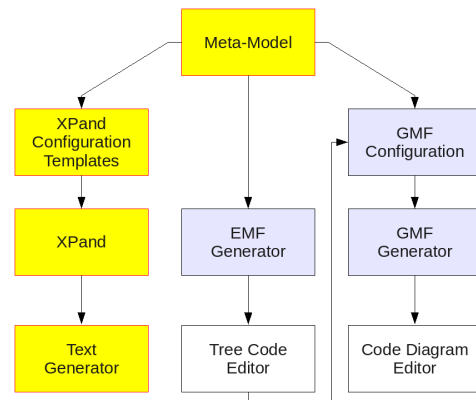 Meta-Model
XPand
Configuration
Templates
GMF
Configuration
XPand
EMF
Generator
GMF
Generator
Text
Generator
Tree Code
Editor
Code Diagram
Editor